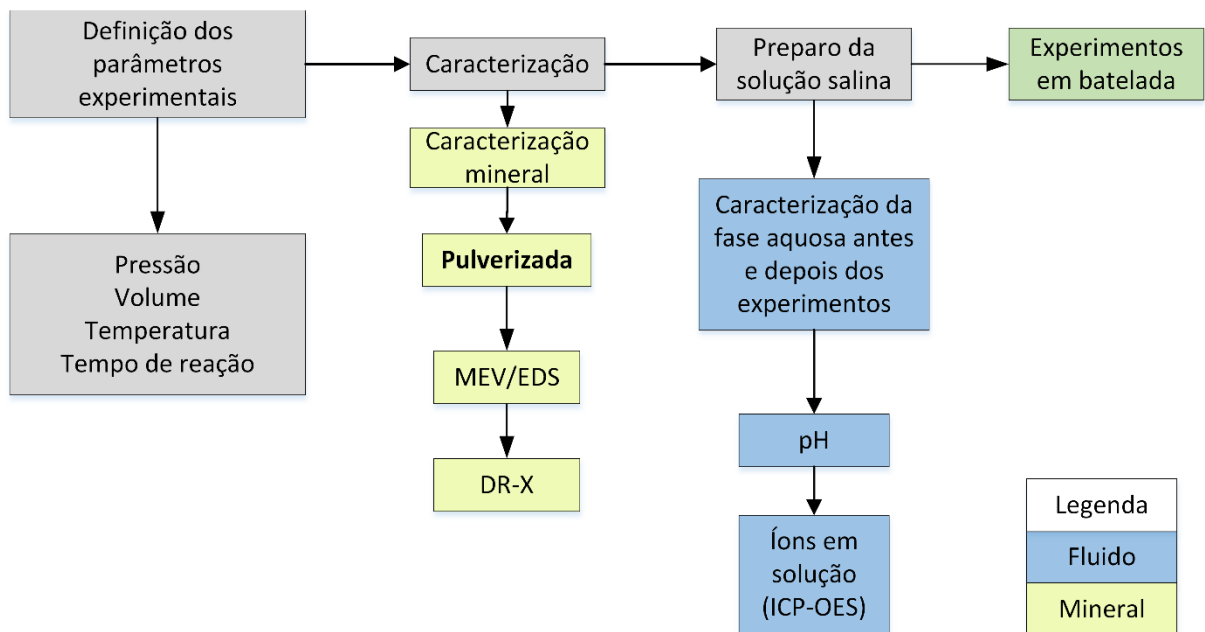 Definição dos
parâmetros
experimentais
Caracterização
Preparo da
solução salina
Experimentos
em batelada
Pressão
Volume
Temperatura
Tempo de reação
Caracterização
mineral
Pulverizada
MEV/EDS
DR-X
Caracterização da
fase aquosa antes
e depois dos
experimentos
pH
Íons em
solução
(ICP-OES)
Legenda
Fluido
Mineral